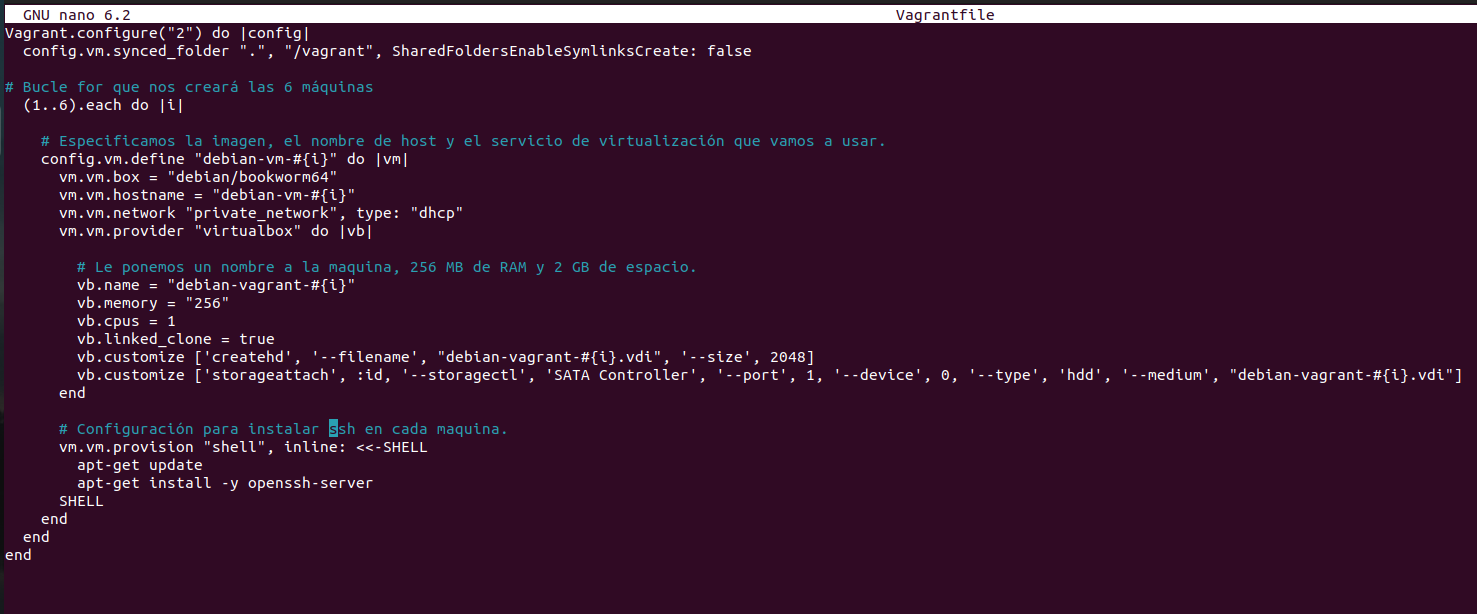 GNU nano 6.2 Vagrantfile
Vagrant.configure("2") do |config|
  config.vm.synced_folder ".", "/vagrant", SharedFoldersEnableSymlinksCreate: false

# Bucle for que nos creará las 6 máquinas
  (1..6).each do |i|

    # Especificamos la imagen, el nombre de host y el servicio de virtualización que vamos a usar.
    config.vm.define "debian-vm-#{i}" do |vm|
      vm.vm.box = "debian/bookworm64"
      vm.vm.hostname = "debian-vm-#{i}"
      vm.vm.network "private_network", type: "dhcp"
      vm.vm.provider "virtualbox" do |vb|

        # Le ponemos un nombre a la maquina, 256 MB de RAM y 2 GB de espacio.
        vb.name = "debian-vagrant-#{i}"
        vb.memory = "256"
        vb.cpus = 1
        vb.linked_clone = true
        vb.customize ['createhd', '--filename', "debian-vagrant-#{i}.vdi", '--size', 2048]
        vb.customize ['storageattach', :id, '--storagectl', 'SATA Controller', '--port', 1, '--device', 0, '--type', 'hdd', '--medium', "debian-vagrant-#{i}.vdi"]
      end

      # Configuración para instalar ssh en cada maquina.
      vm.vm.provision "shell", inline: <<-SHELL
        apt-get update
        apt-get install -y openssh-server
      SHELL
    end
  end
end